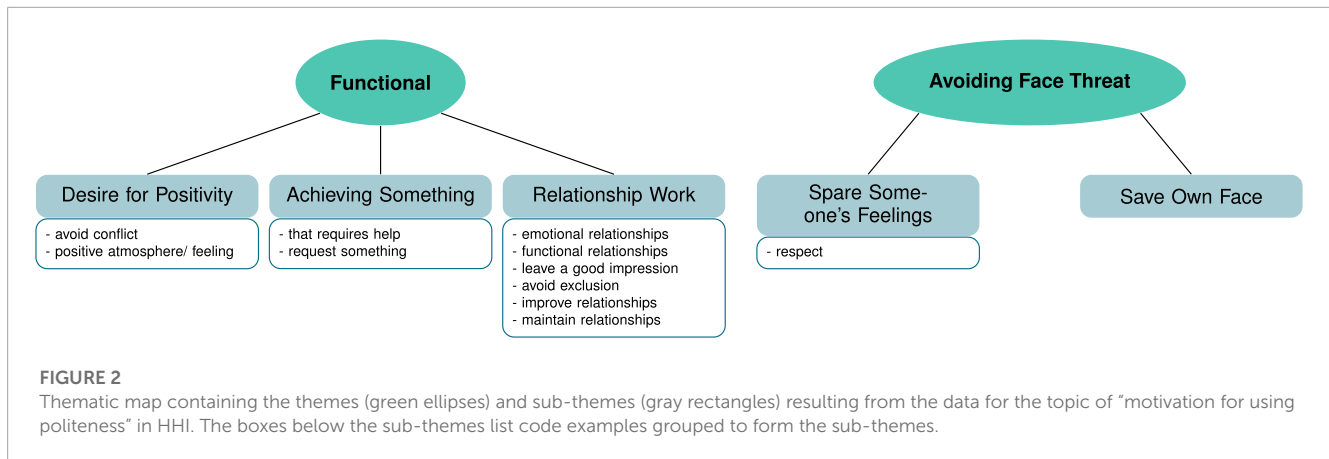 Functional
Avoiding Face Threat
Desire for Positivity
- avoid conflict
- positive atmosphere/ feeling
Achieving Something
- that requires help
- request something
Relationship Work
- emotional relationships
- functional relationships
- leave a good impression
- avoid exclusion
- improve relationships
- maintain relationships
Spare Some-
one's Feelings
- respect
Save Own Face
FIGURE 2
Thematic map containing the themes (green ellipses) and sub-themes (gray rectangles) resulting from the data for the topic of “motivation for using
politeness” in HHI. The boxes below the sub-themes list code examples grouped to form the sub-themes.